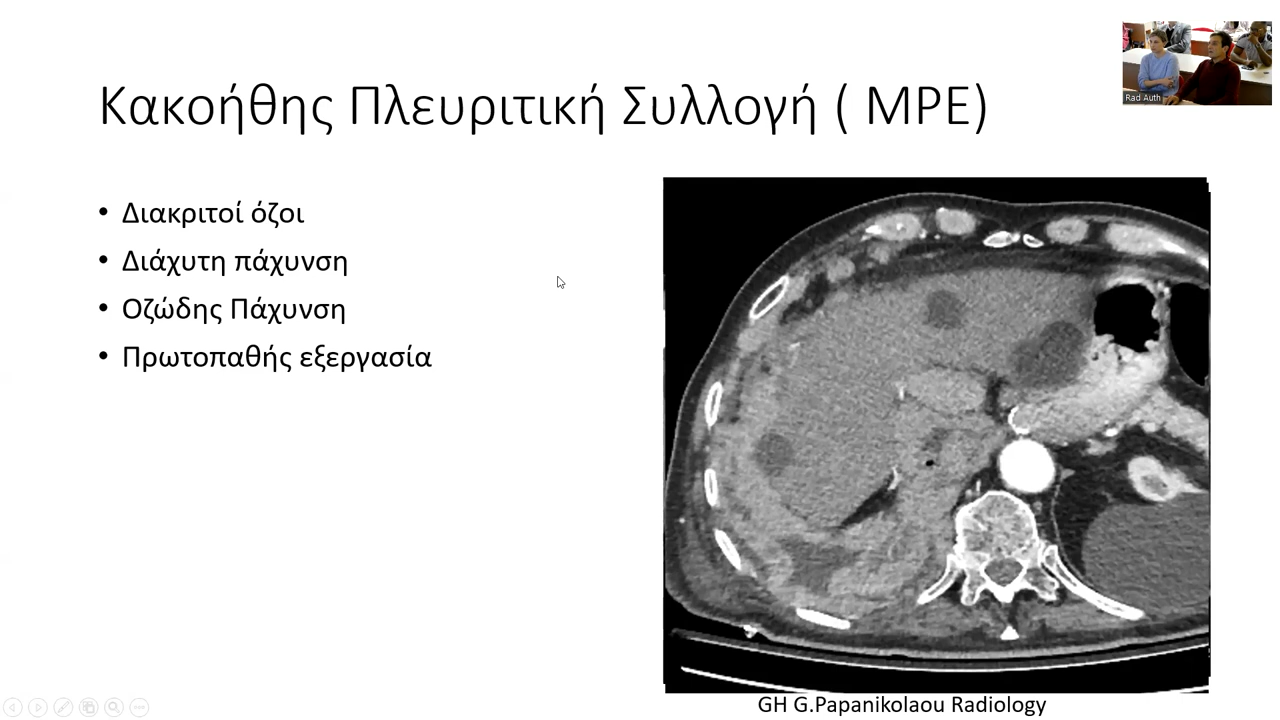 Κακοήθης Πλευριτική Συλλογή ( MPE)
Rad Auth
• Διακριτοί όζοι
• Διάχυτη πάχυνση
• Οζώδης Πάχυνση
• Πρωτοπαθής εξεργασία
GH G.Papanikolaou Radiology